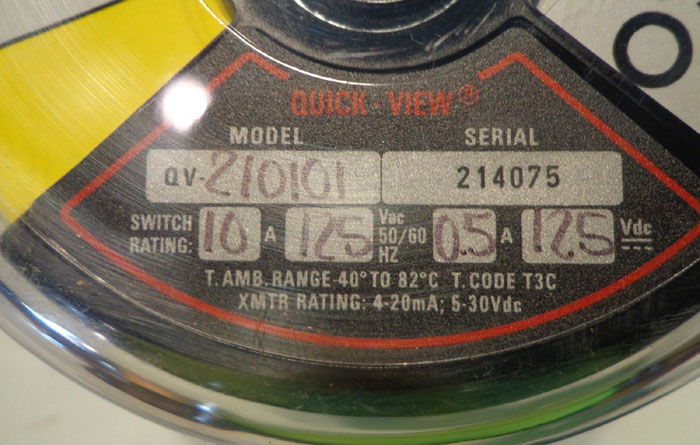 QUICK-VIEW®
MODEL SERIAL
QV-210101 214075
SWITCH RATING: 10 A 125 Vac 50/60 HZ 0.5 A 125 Vdc
T. AMB. RANGE-40° TO 82°C T. CODE T3C
XMTR RATING: 4-20mA; 5-30Vdc